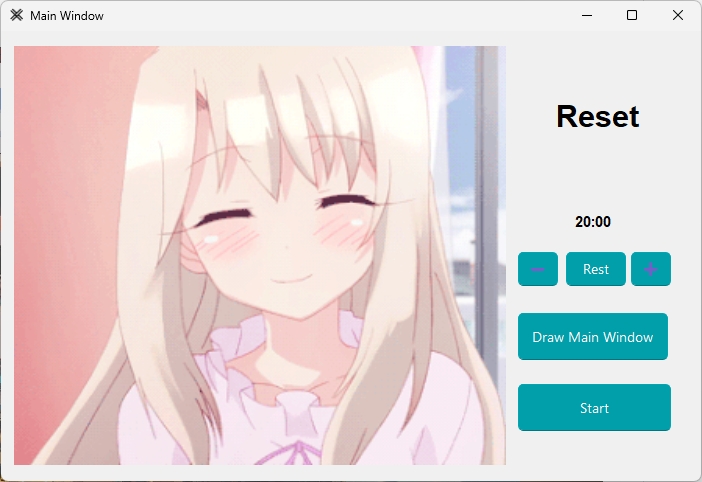 Main Window
Reset
20:00
− Rest +
Draw Main Window
Start